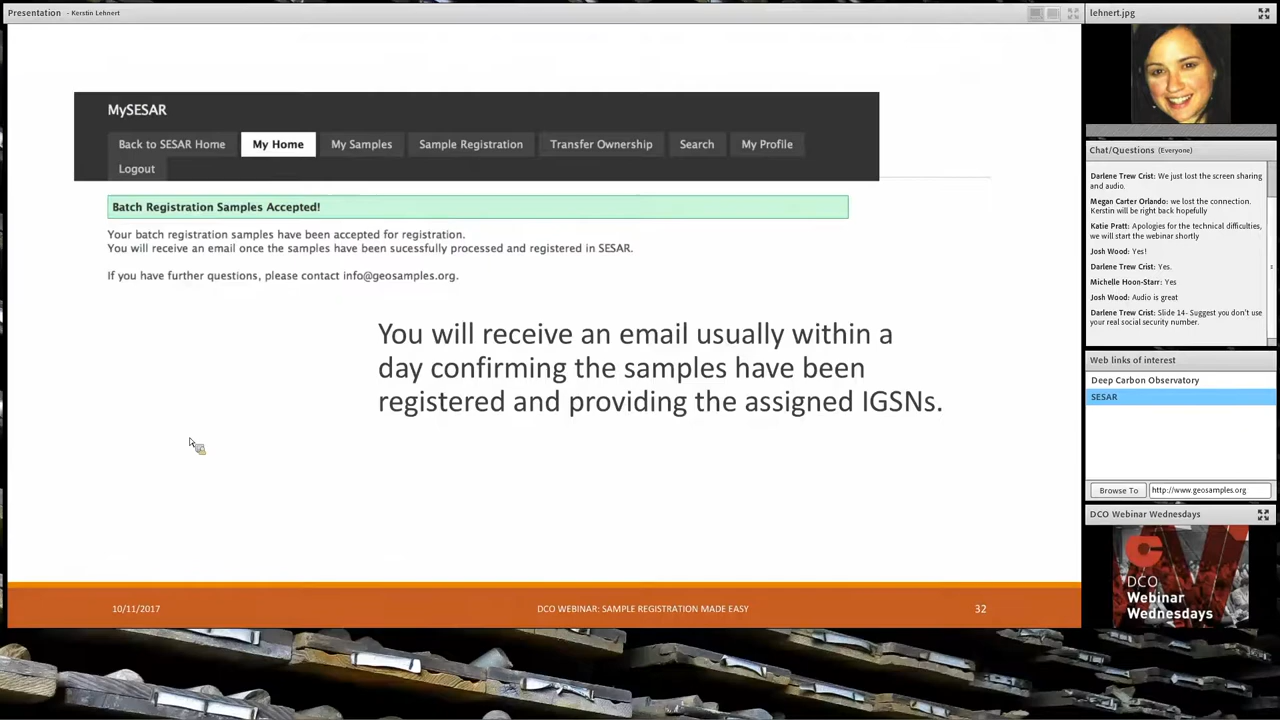 Presentation - Kerstin Lehnert
MySESAR
Back to SESAR Home
My Home
My Samples
Sample Registration
Transfer Ownership
Search
My Profile
Logout
Batch Registration Samples Accepted!
Your batch registration samples have been accepted for registration.
You will receive an email once the samples have been sucessfully processed and registered in SESAR.
If you have further questions, please contact info@geosamples.org.
You will receive an email usually within a
day confirming the samples have been
registered and providing the assigned IGSNs.
10/11/2017
DCO WEBINAR: SAMPLE REGISTRATION MADE EASY
32
lehnert.jpg
Chat/Questions (Everyone)
Darlene Trew Crist: We just lost the screen sharing
and audio.
Megan Carter Orlando: we lost the connection.
Kerstin will be right back hopefully
Katie Pratt: Apologies for the technical difficulties,
we will start the webinar shortly
Josh Wood: Yes!
Darlene Trew Crist: Yes.
Michelle Hoon-Starr: Yes
Josh Wood: Audio is great
Darlene Trew Crist: Slide 14- Suggest you don't use
your real social security number.
Web links of interest
Deep Carbon Observatory
SESAR
Browse To
http://www.geosamples.org
DCO Webinar Wednesdays
DCO
Webinar
Wednesdays